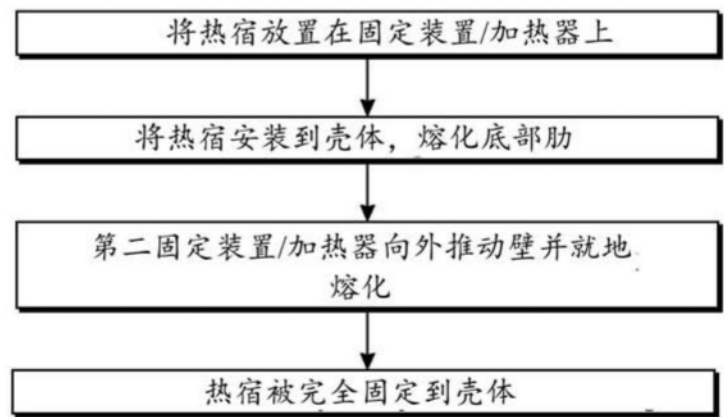 将热宿放置在固定装置/加热器上
将热宿安装到壳体，熔化底部肋
第二固定装置/加热器向外推动壁并就地
熔化
热宿被完全固定到壳体